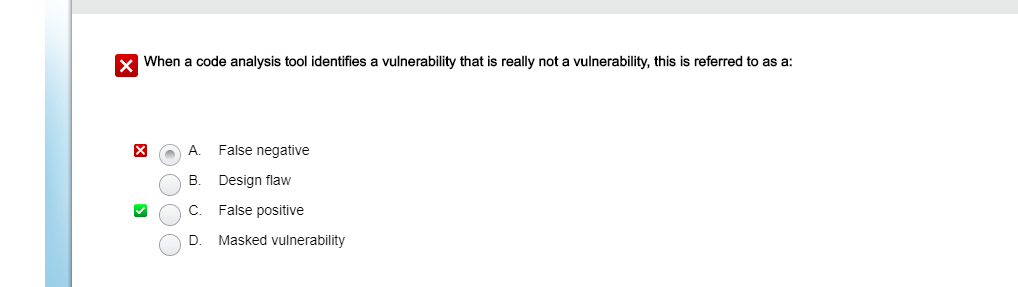 When a code analysis tool identifies a vulnerability that is really not a vulnerability, this is referred to as a:
A. False negative
B. Design flaw
C. False positive
D. Masked vulnerability